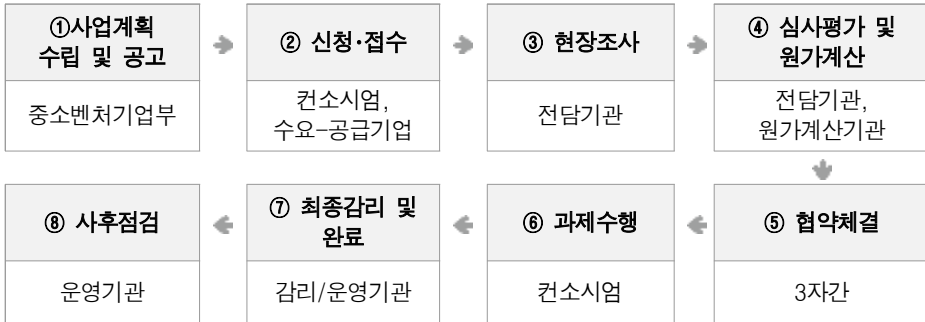 ①사업계획
수립 및 공고
중소벤처기업부
② 신청·접수
컨소시엄,
수요-공급기업
③ 현장조사
전담기관
④ 심사평가 및
원가계산
전담기관,
원가계산기관
⑤ 협약체결
3자간
⑥ 과제수행
컨소시엄
⑦ 최종감리 및
완료
감리/운영기관
⑧ 사후점검
운영기관